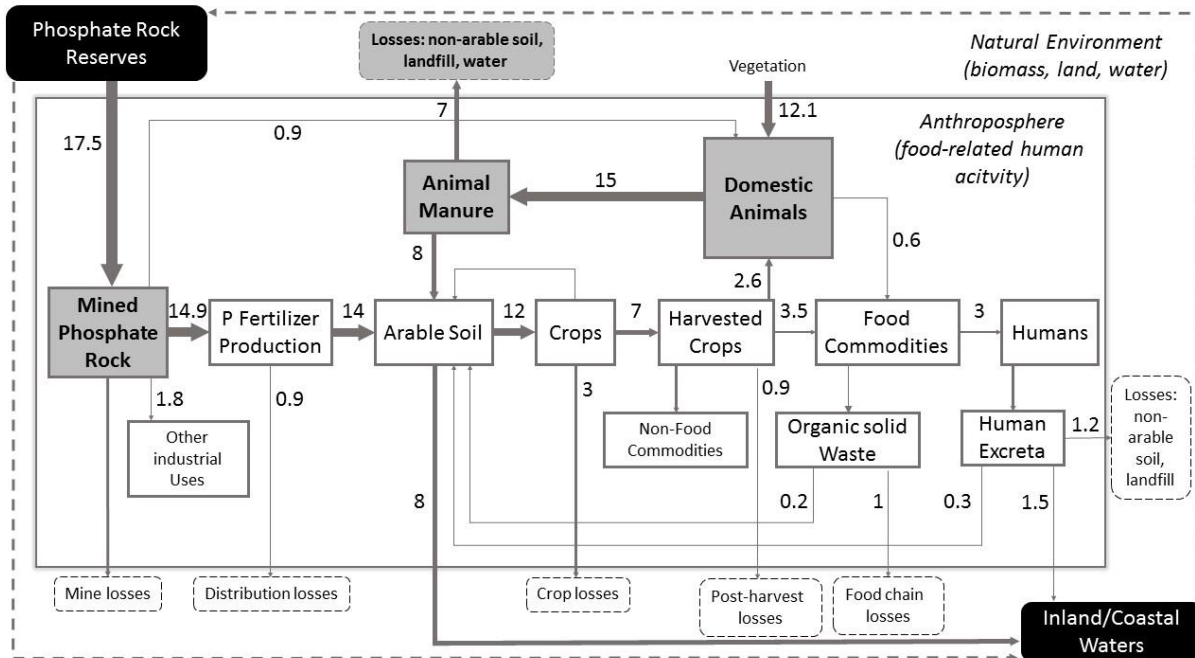 Phosphate Rock
Reserves
Losses: non-arable soil,
landfill, water
Vegetation
Natural Environment
(biomass, land, water)
17.5
0.9
7
12.1
Anthroposphere
(food-related human
acitvity)
Animal
Manure
15
Domestic
Animals
8
0.6
2.6
Mined
Phosphate
Rock
14.9
P Fertilizer
Production
14
Arable Soil
12
Crops
7
Harvested
Crops
3.5
Food
Commodities
3
Humans
1.8
0.9
3
0.9
Other
industrial
Uses
Non-Food
Commodities
Organic solid
Waste
Human
Excreta
1.2
Losses:
non-
arable
soil,
landfill
8
0.2
1
0.3
1.5
Mine losses
Distribution losses
Crop losses
Post-harvest
losses
Food chain
losses
Inland/Coastal
Waters